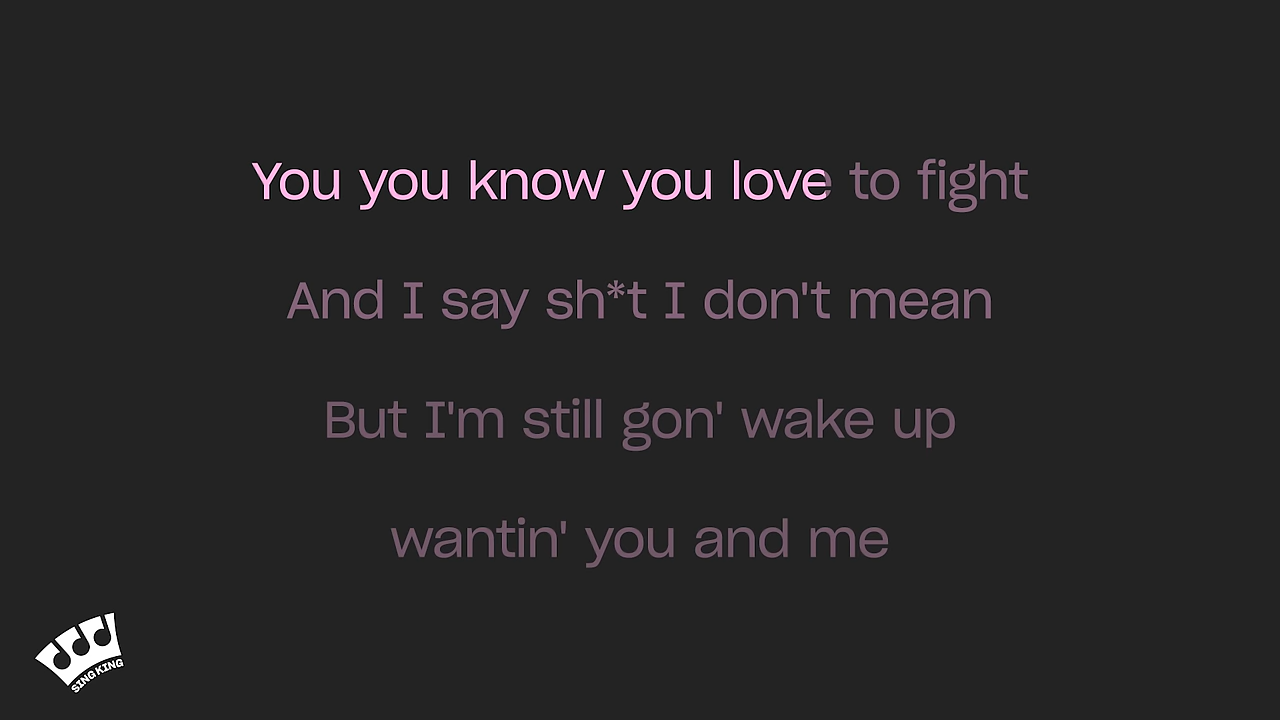 You you know you love to fight
And I say sh*t I don't mean
But I'm still gon' wake up
wantin' you and me
SING KING